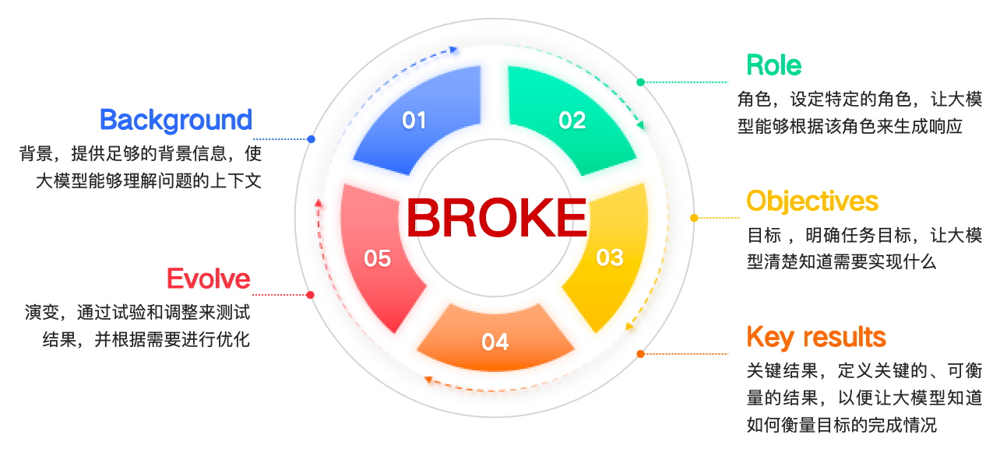 Background
背景，提供足够的背景信息，使
大模型能够理解问题的上下文
01
02
Role
角色，设定特定的角色，让大模
型能够根据该角色来生成响应
BROKE
Objectives
目标 ，明确任务目标，让大模
型清楚知道需要实现什么
03
04
Key results
关键结果，定义关键的、可衡
量的结果，以便让大模型知道
如何衡量目标的完成情况
05
Evolve
演变，通过试验和调整来测试
结果，并根据需要进行优化